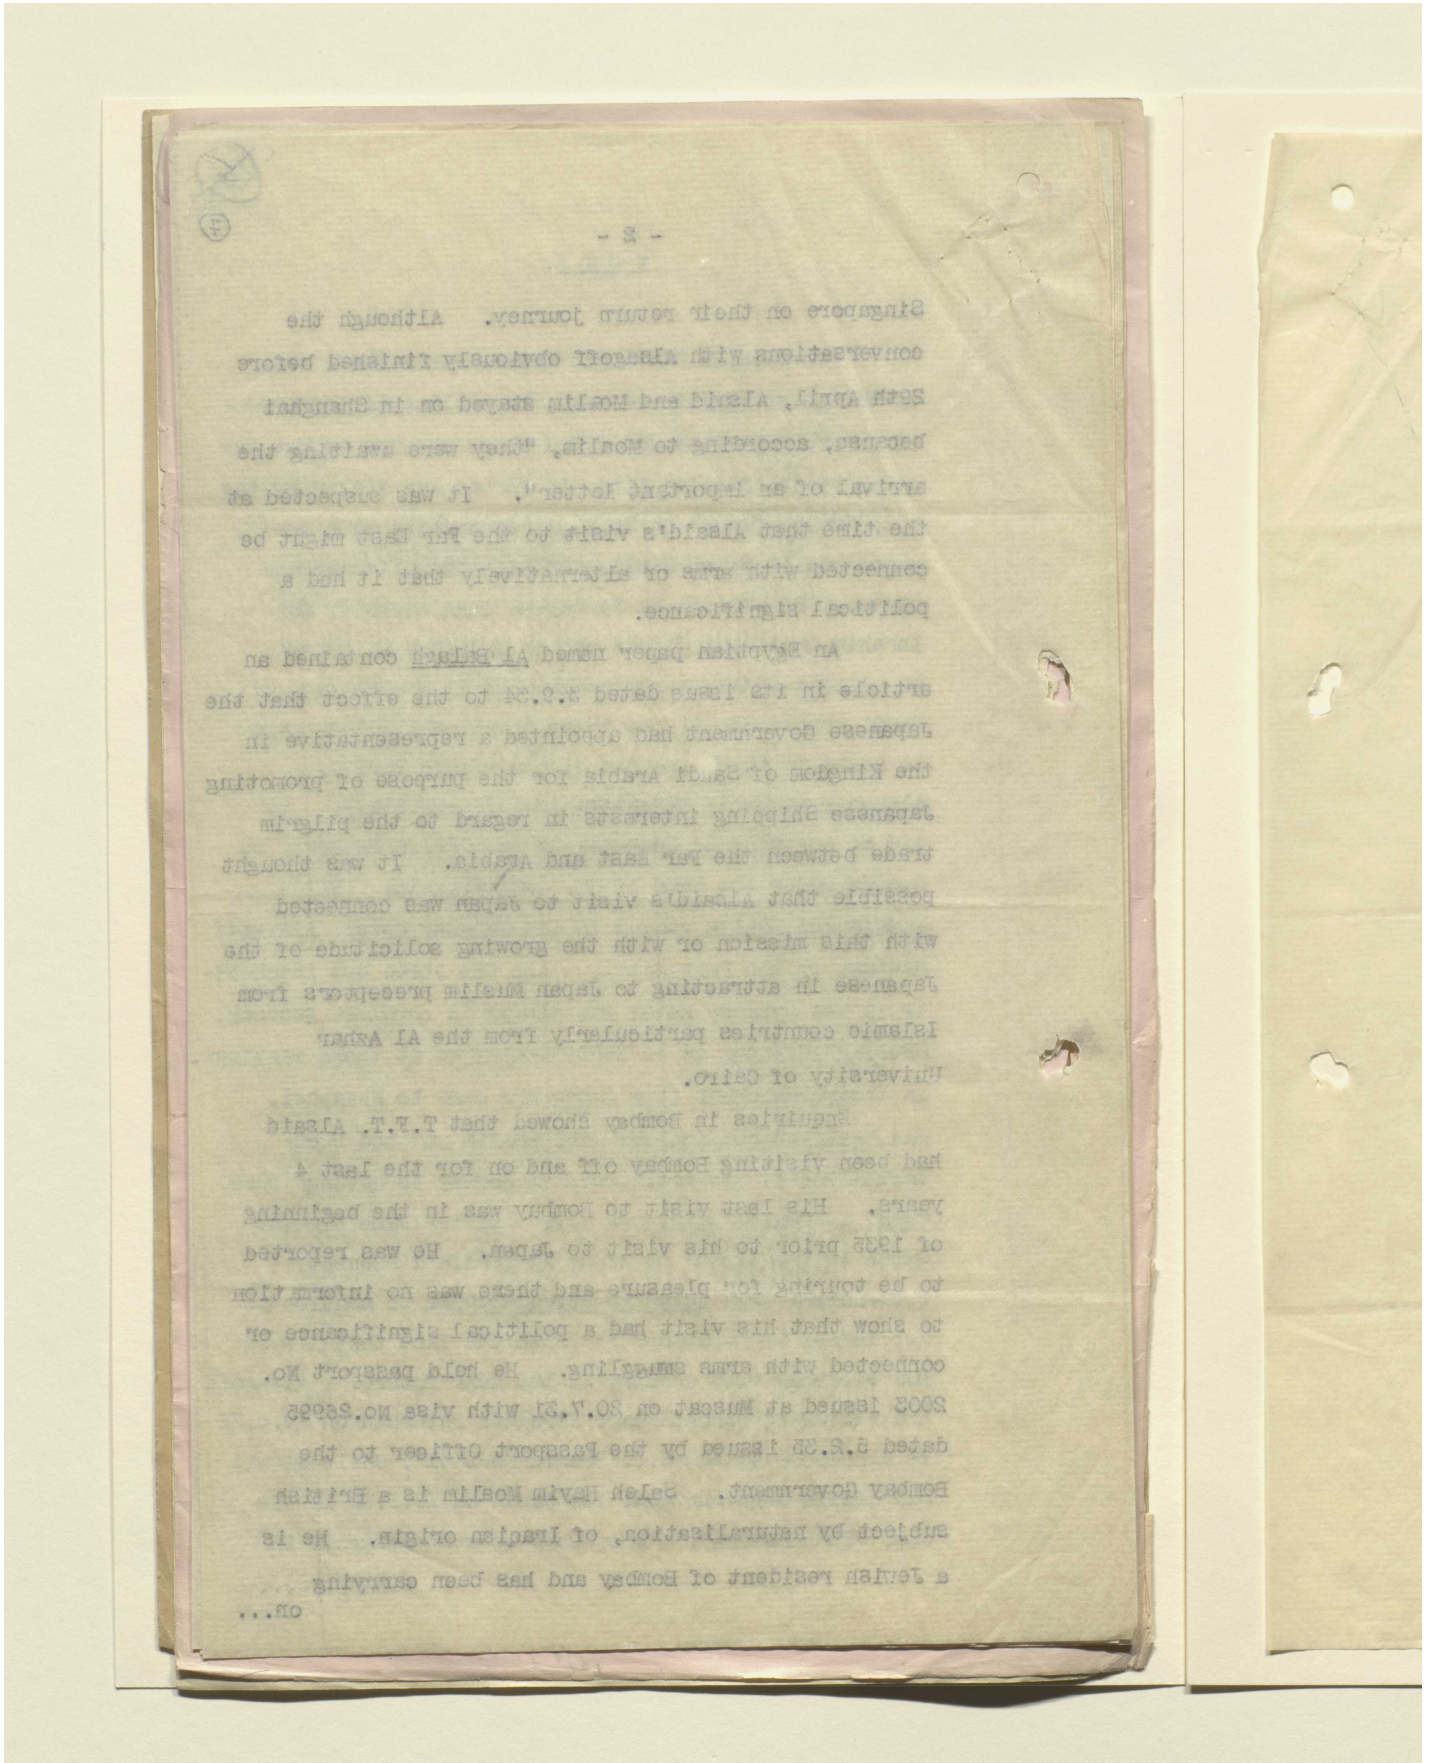 7
- 2 -
Singapore on their return journey. Although the
conversations with Alsagoff obviously finished before
29th April, Alsaid and Moslim stayed on in Shanghai
because, according to Moslim, "they were awaiting the
arrival of an important letter". It was suspected at
the time that Alsaid's visit to the Far East might be
connected with arms or alternatively that it had a
political significance.
An Egyptian paper named Al Balagh contained an
article in its issue dated 3.9.34 to the effect that the
Japanese Government had appointed a representative in
the Kingdom of Saudi Arabia for the purpose of promoting
Japanese Shipping interests in regard to the pilgrim
trade between the Far East and Arabia. It was thought
possible that Alsaid's visit to Japan was connected
with this mission or with the growing solicitude of the
Japanese in attracting to Japan Muslim preceptors from
Islamic countries particularly from the Al Azhar
University of Cairo.
Enquiries in Bombay showed that T.F.T. Alsaid
had been visiting Bombay off and on for the last 4
years. His last visit to Bombay was in the beginning
of 1935 prior to his visit to Japan. He was reported
to be touring for pleasure and there was no information
to show that his visit had a political significance or
connected with arms smuggling. He held passport No.
2003 issued at Muscat on 20.7.31 with visa No.26995
dated 5.2.35 issued by the Passport Officer to the
Bombay Government. Saleh Hayim Moslim is a British
subject by naturalisation, of Iraqian origin. He is
a Jewish resident of Bombay and has been carrying
on...